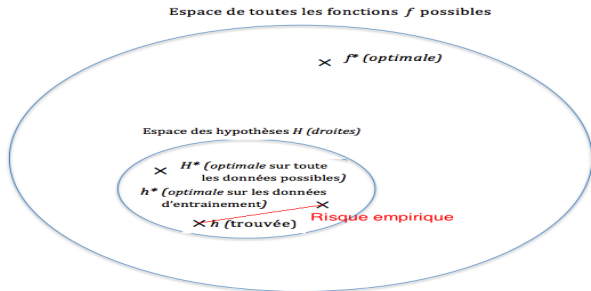 Espace de toutes les fonctions f possibles
f* (optimale)
Espace des hypothèses H (droites)
H* (optimale sur toute
les données possibles)
h* (optimale sur les données
d'entrainement)
Risque empirique
h (trouvée)